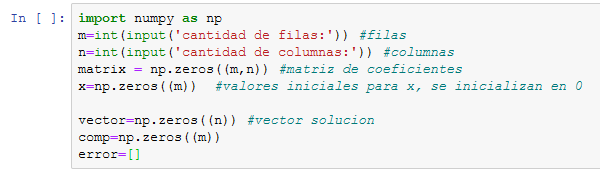 In [ ]: import numpy as np
m=int(input('cantidad de filas:')) #filas
n=int(input('cantidad de columnas:')) #columnas
matrix = np.zeros((m,n)) #matriz de coeficientes
x=np.zeros((m))  #valores iniciales para x, se inicializan en 0
vector=np.zeros((n)) #vector solucion
comp=np.zeros((m))
error=[]